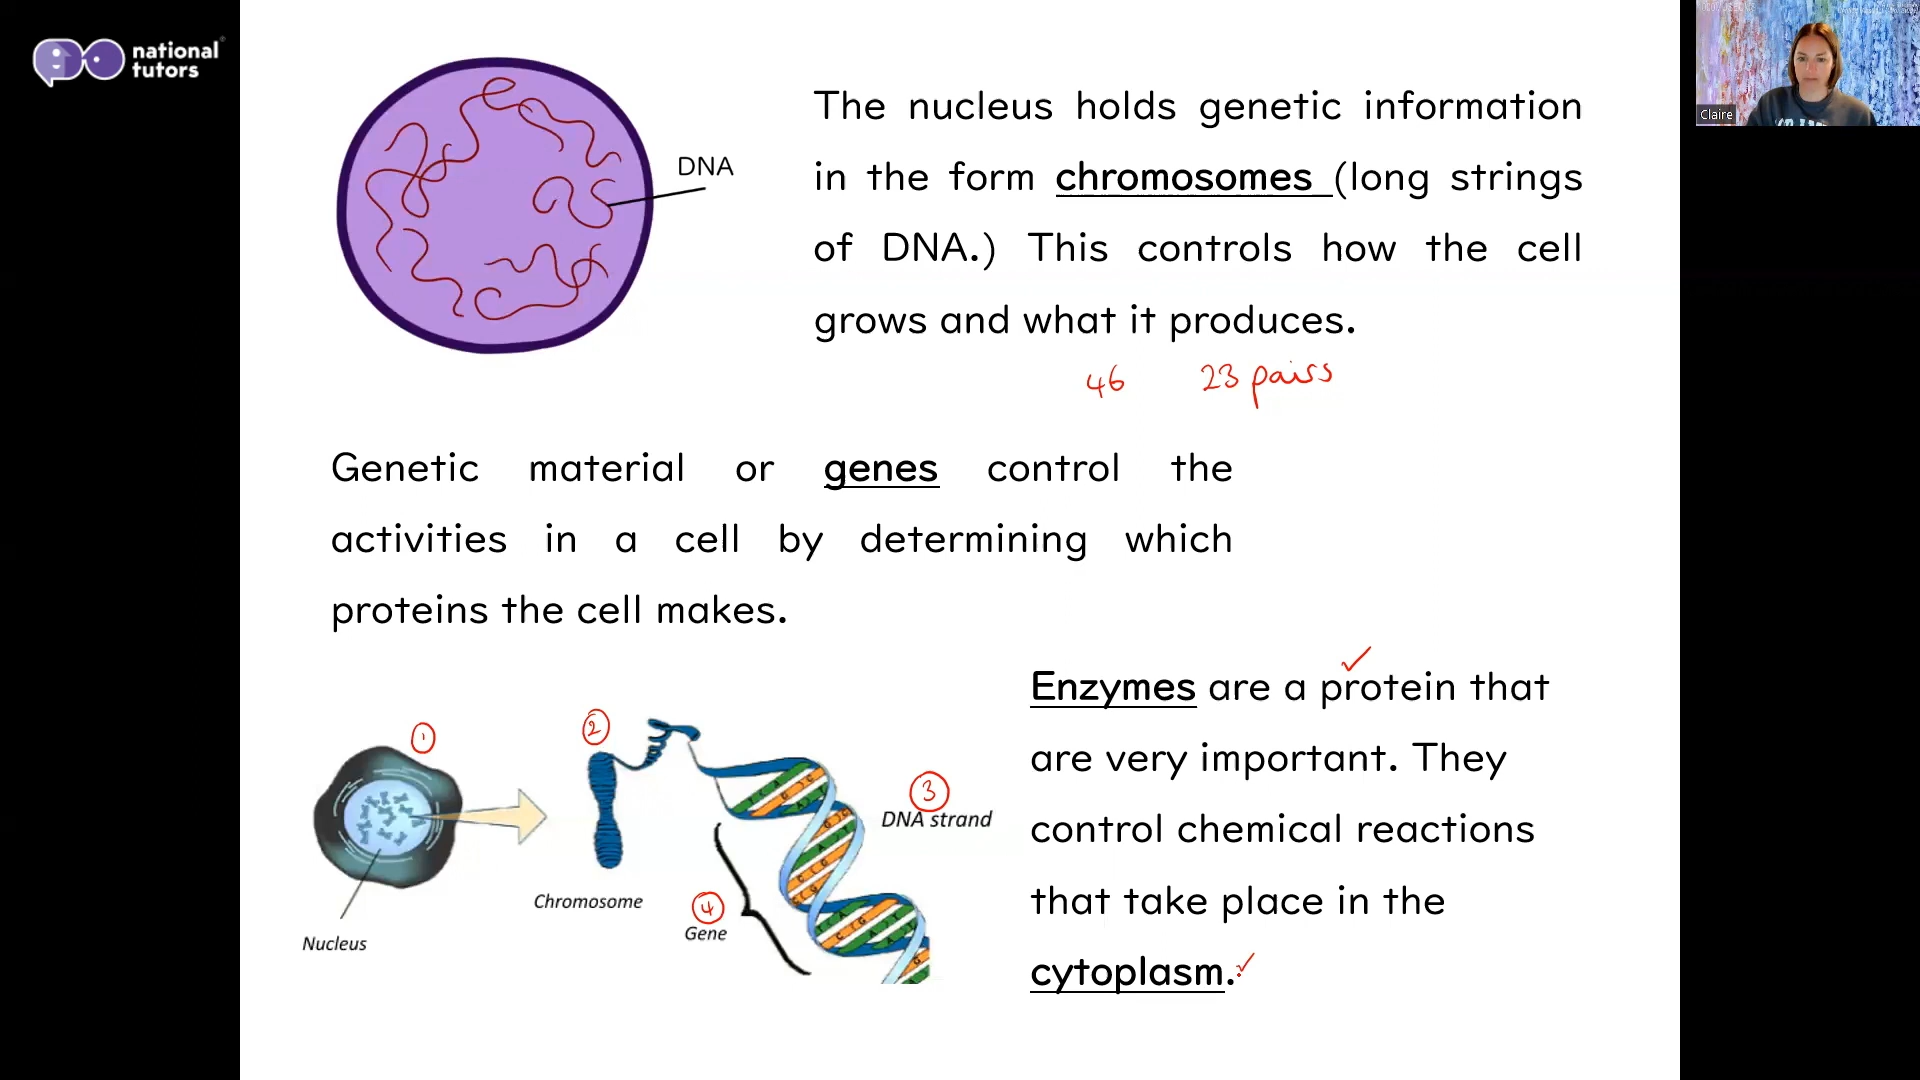 national
tutors
DNA
The nucleus holds genetic information
in the form chromosomes (long strings
of DNA.) This controls how the cell
grows and what it produces.
46 23 pairs
Genetic material or genes control the
activities in a cell by determining which
proteins the cell makes.
Enzymes are a protein that
are very important. They
control chemical reactions
that take place in the
cytoplasm.
1
2
3
DNA strand
Chromosome
4
Gene
Nucleus
Claire